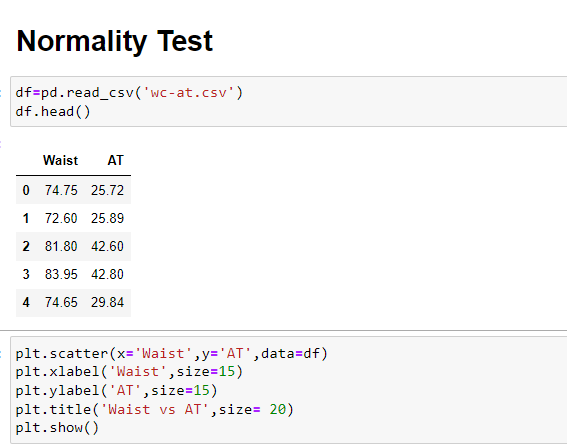 Normality Test
df=pd.read_csv('wc-at.csv')
df.head()
Waist AT
0 74.75 25.72
1 72.60 25.89
2 81.80 42.60
3 83.95 42.80
4 74.65 29.84
plt.scatter(x='Waist',y='AT',data=df)
plt.xlabel('Waist',size=15)
plt.ylabel('AT',size=15)
plt.title('Waist vs AT',size= 20)
plt.show()